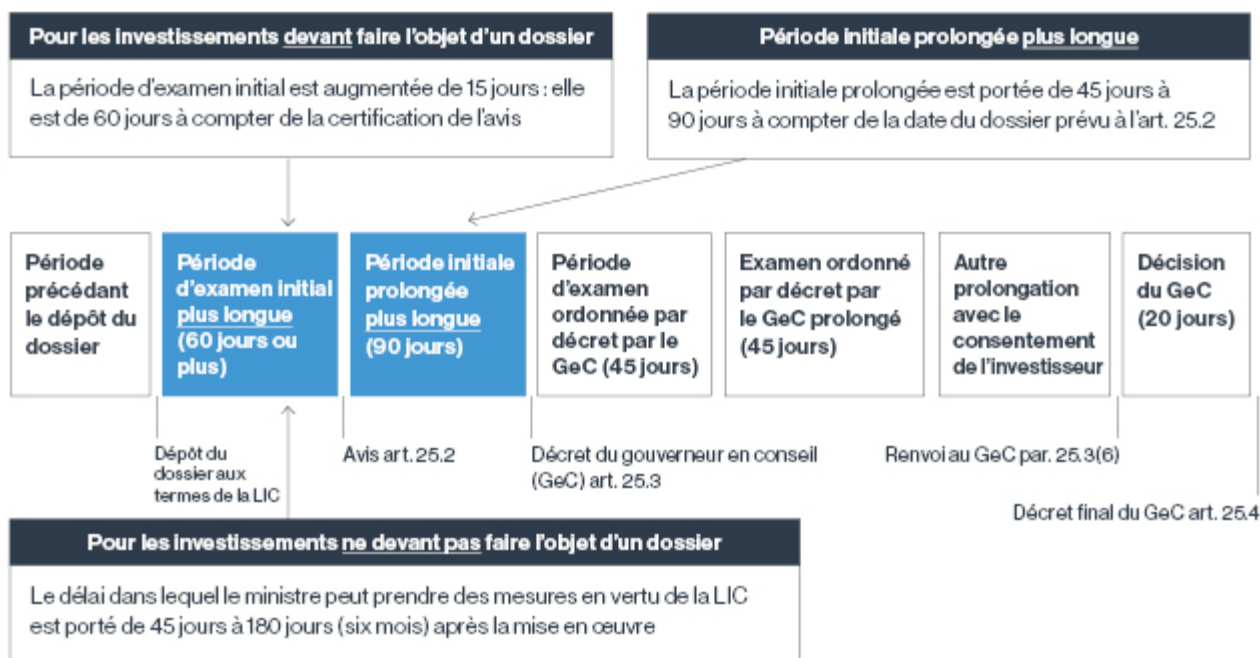 Pour les investissements devant faire l'objet d'un dossier
La période d'examen initial est augmentée de 15 jours : elle
est de 60 jours à compter de la certification de l'avis
Période initiale prolongée plus longue
La période initiale prolongée est portée de 45 jours à
90 jours à compter de la date du dossier prévu à l'art. 25.2
Période
précédant
le dépôt du
dossier
Période
d'examen initial
plus longue
(60 jours ou
plus)
Période initiale
prolongée
plus longue
(90 jours)
Période
d'examen
ordonnée par
décret par le
GeC (45 jours)
Examen ordonné
par décret par
le GeC prolongé
(45 jours)
Autre
prolongation
avec le
consentement
de l'investisseur
Décision
du GeC
(20 jours)
Dépôt du
dossier aux
termes de la LIC
Avis art. 25.2
Décret du gouverneur en conseil
(GeC) art. 25.3
Renvoi au GeC par. 25.3(6)
Décret final du GeC art. 25.4
Pour les investissements ne devant pas faire l'objet d'un dossier
Le délai dans lequel le ministre peut prendre des mesures en vertu de la LIC
est porté de 45 jours à 180 jours (six mois) après la mise en œuvre